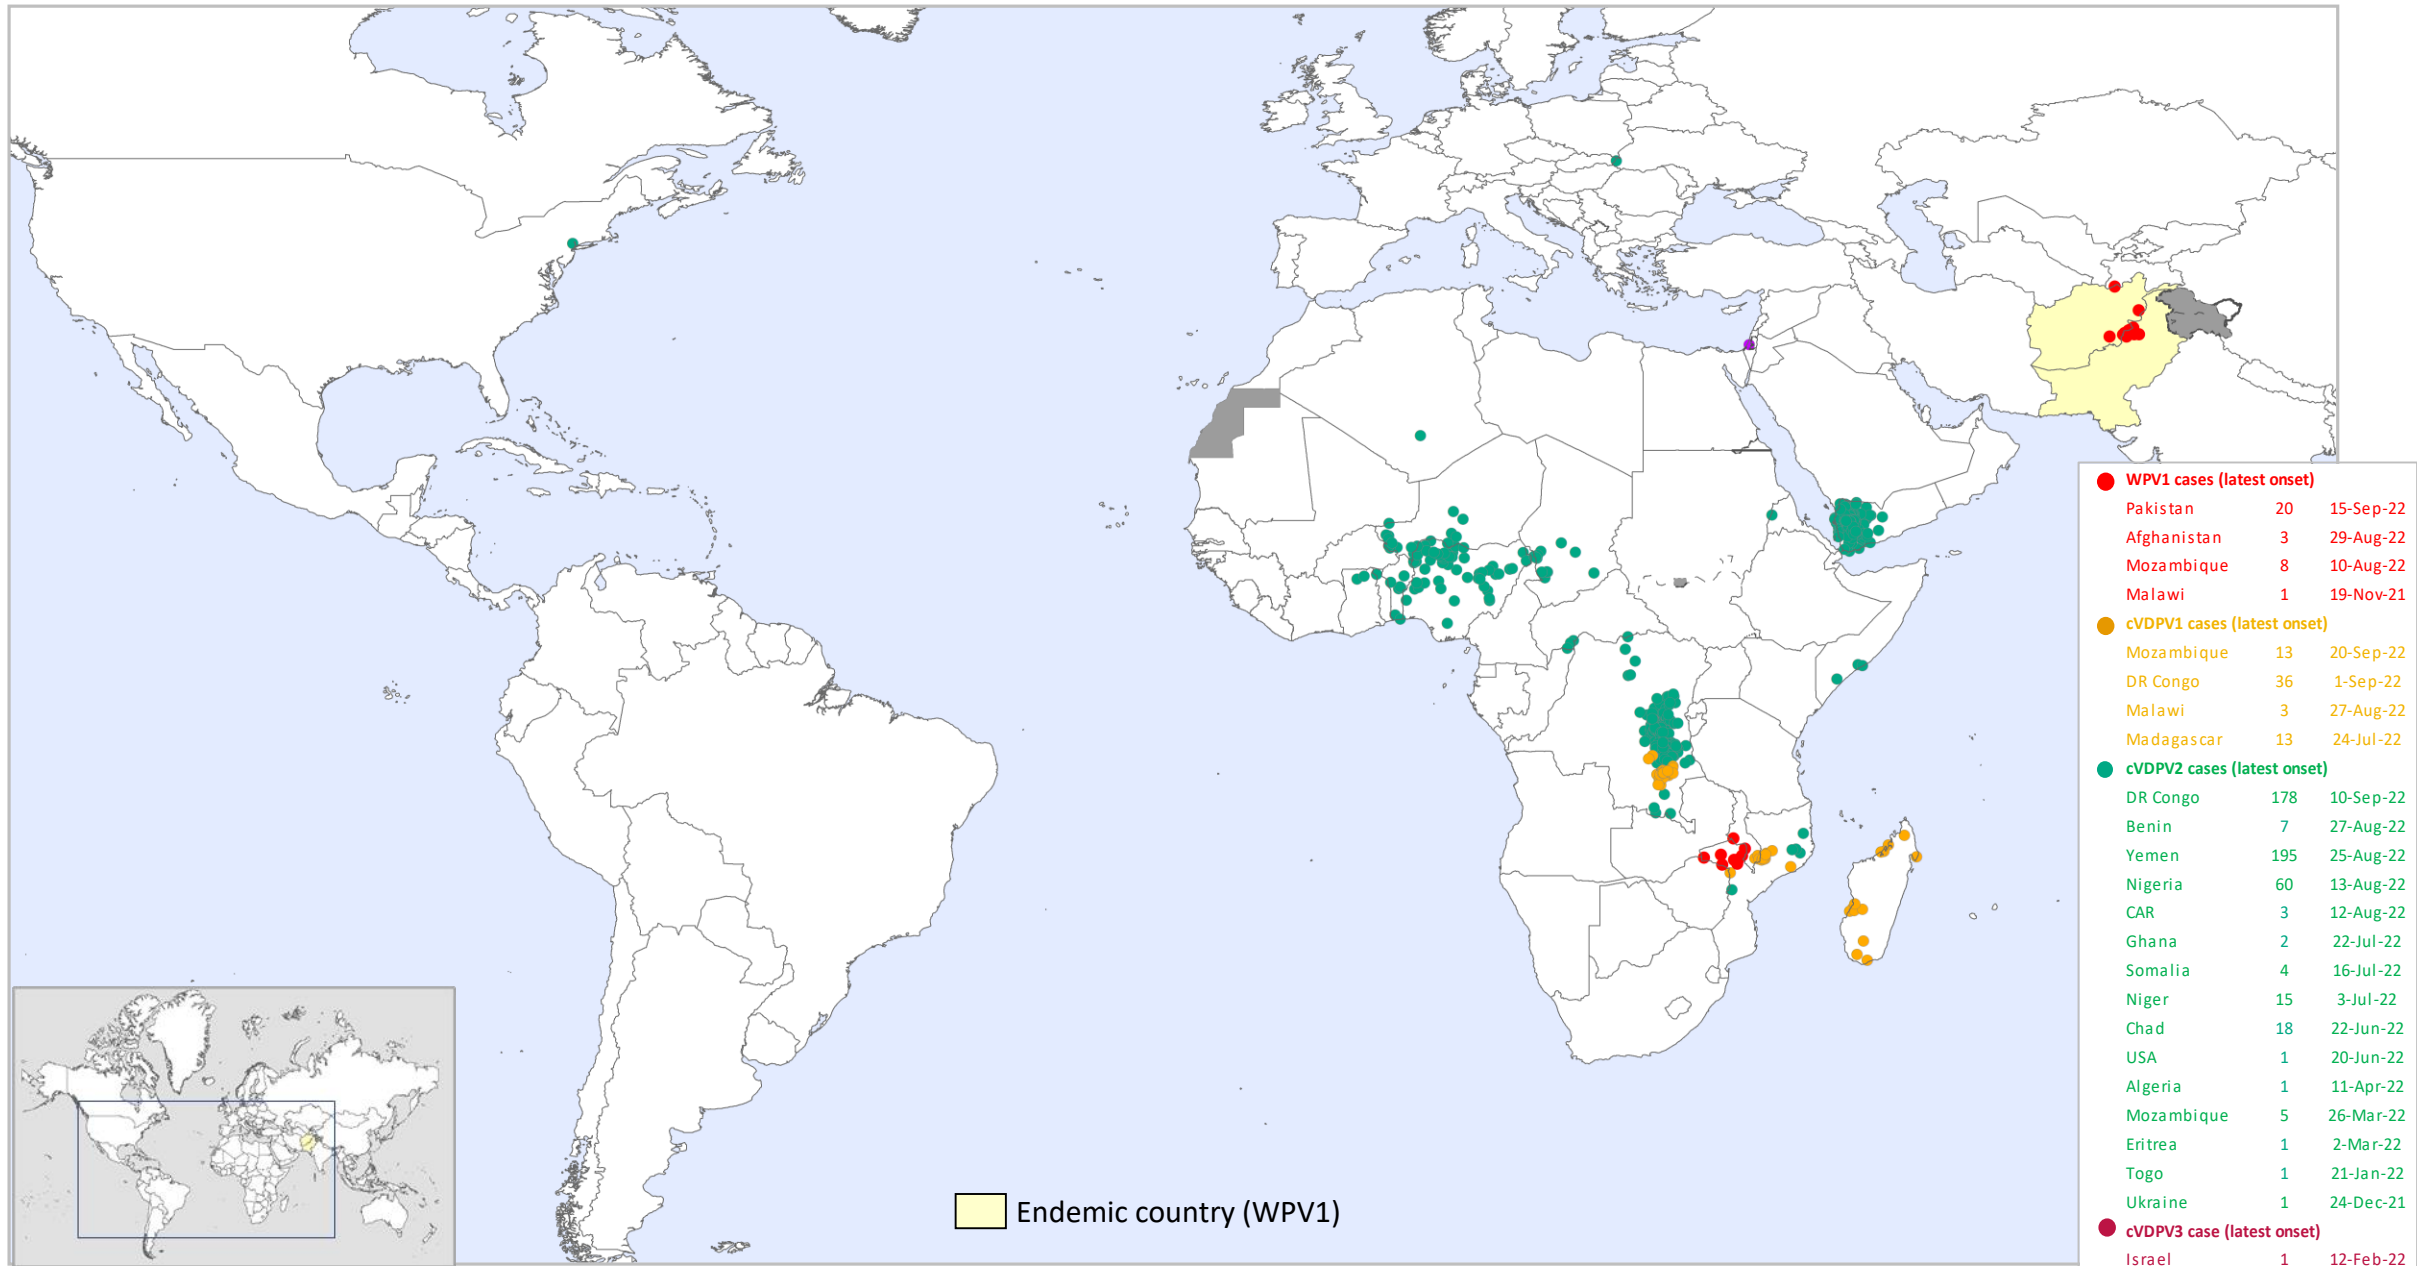 WPV1 cases (latest onset)
Pakistan 20 15-Sep-22
Afghanistan 3 29-Aug-22
Mozambique 8 10-Aug-22
Malawi 1 19-Nov-21
cVDPV1 cases (latest onset)
Mozambique 13 20-Sep-22
DR Congo 36 1-Sep-22
Malawi 3 27-Aug-22
Madagascar 13 24-Jul-22
cVDPV2 cases (latest onset)
DR Congo 178 10-Sep-22
Benin 7 27-Aug-22
Yemen 195 25-Aug-22
Nigeria 60 13-Aug-22
CAR 3 12-Aug-22
Ghana 2 22-Jul-22
Somalia 4 16-Jul-22
Niger 15 3-Jul-22
Chad 18 22-Jun-22
USA 1 20-Jun-22
Algeria 1 11-Apr-22
Mozambique 5 26-Mar-22
Eritrea 1 2-Mar-22
Togo 1 21-Jan-22
Ukraine 1 24-Dec-21
cVDPV3 case (latest onset)
Israel 1 12-Feb-22
Endemic country (WPV1)